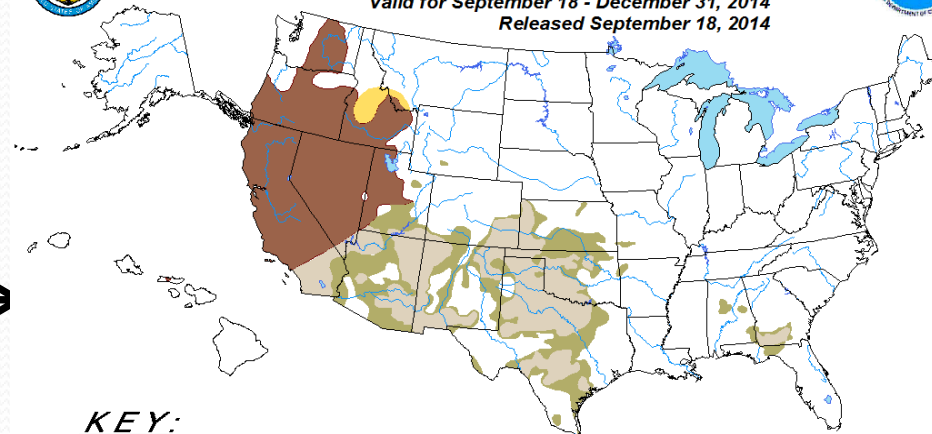 Valid for September 18 - December 31, 2014
Released September 18, 2014
KEY: